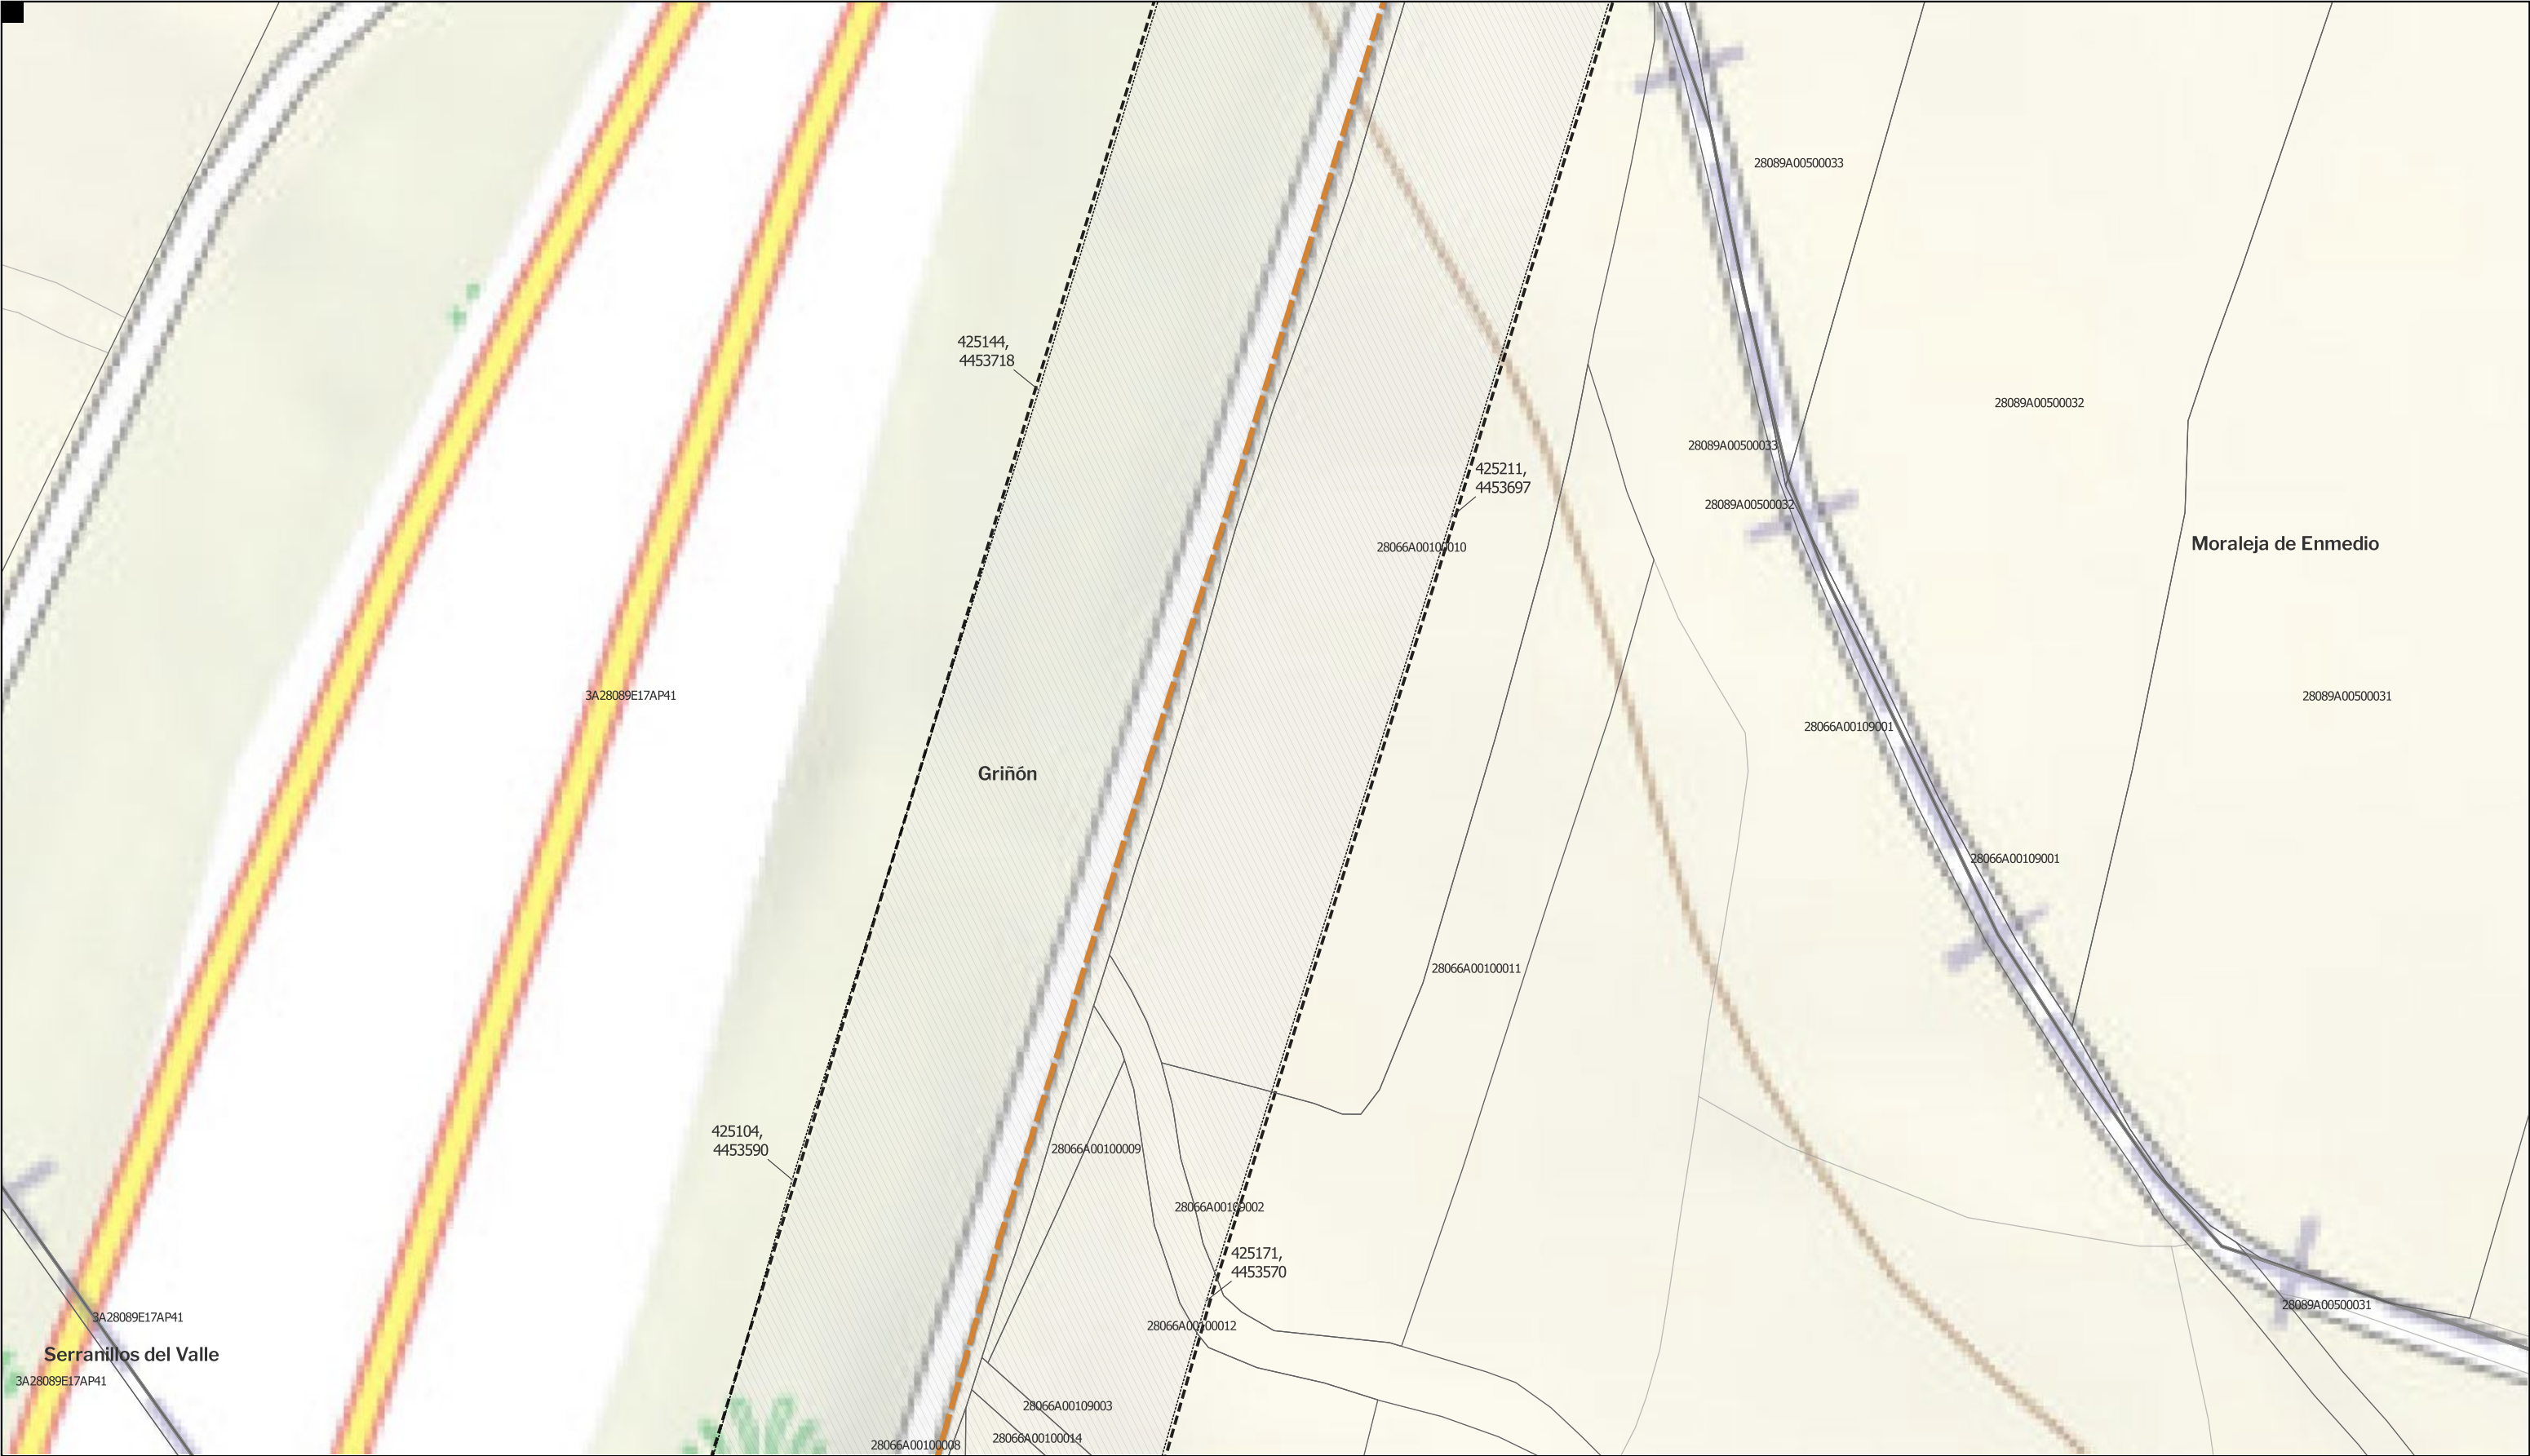 28089A00500033
425144,
4453718
28089A00500032
28089A00500033
425211,
4453697
28089A00500032
28066A00100010
Moraleja de Enmedio
3A28089E17AP41
28089A00500031
28066A00109001
Griñón
28066A00109001
28066A00100011
425104,
4453590
28066A00100009
28066A00109002
425171,
4453570
28089A00500031
3A28089E17AP41
28066A00100012
Serranillos del Valle
3A28089E17AP41
28066A00109003
28066A00100014
28066A00100008